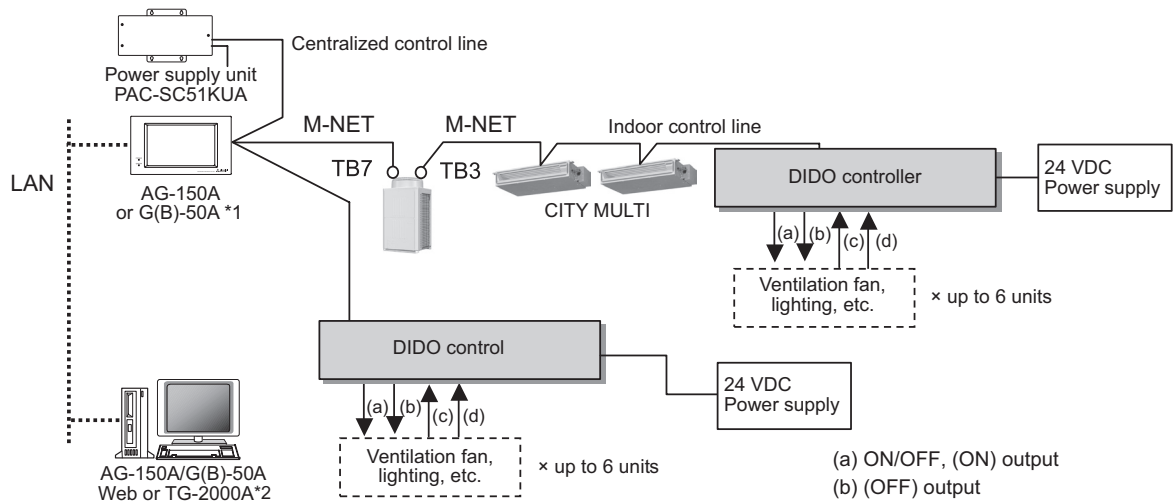 Centralized control line
Power supply unit
PAC-SC51KUA
M-NET
M-NET
Indoor control line
TB7
TB3
LAN
AG-150A
or G(B)-50A *1
CITY MULTI
DIDO controller
24 VDC
Power supply
(a)
(b)
(c)
(d)
Ventilation fan,
lighting, etc.
× up to 6 units
DIDO control
24 VDC
Power supply
(a)
(b)
(c)
(d)
Ventilation fan,
lighting, etc.
× up to 6 units
AG-150A/G(B)-50A
Web or TG-2000A*2
(a) ON/OFF, (ON) output
(b) (OFF) output